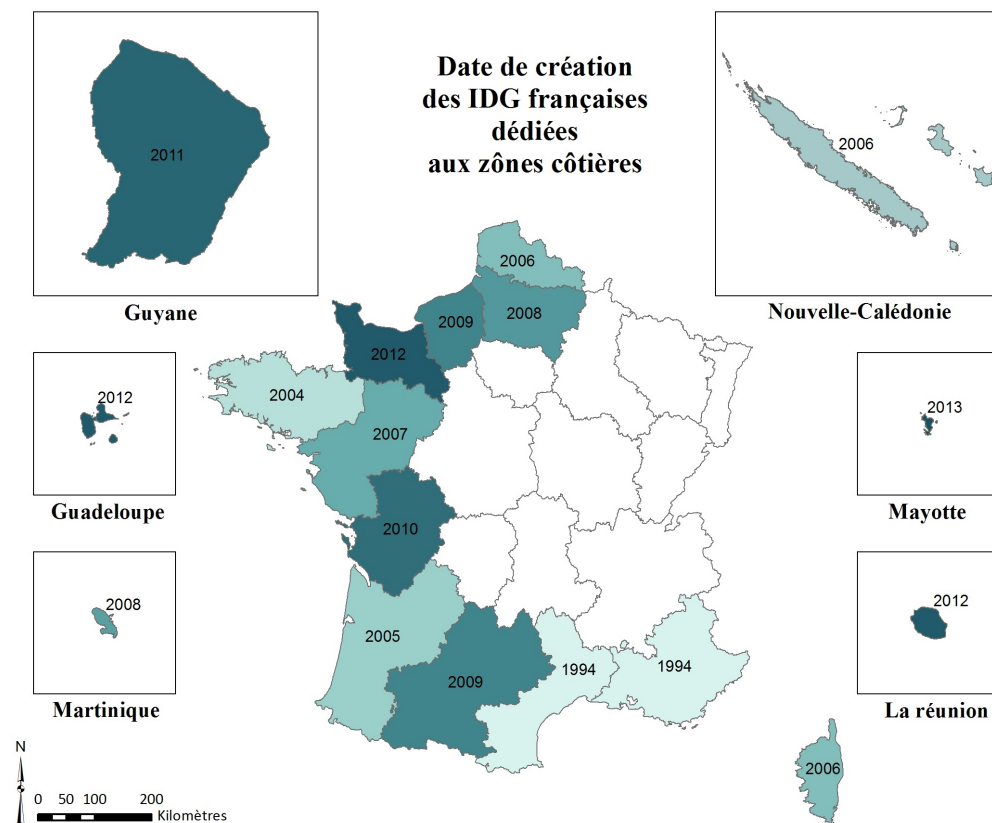 Date de création
des IDG françaises
dédiées
aux zônes côtières
2011
Guyane
2006
Nouvelle-Calédonie
2006
2009
2008
2012
2004
2007
2010
2005
2009
1994
1994
2006
2012
Guadeloupe
2008
Martinique
2013
Mayotte
2012
La réunion
N
0 50 100 200
Kilomètres